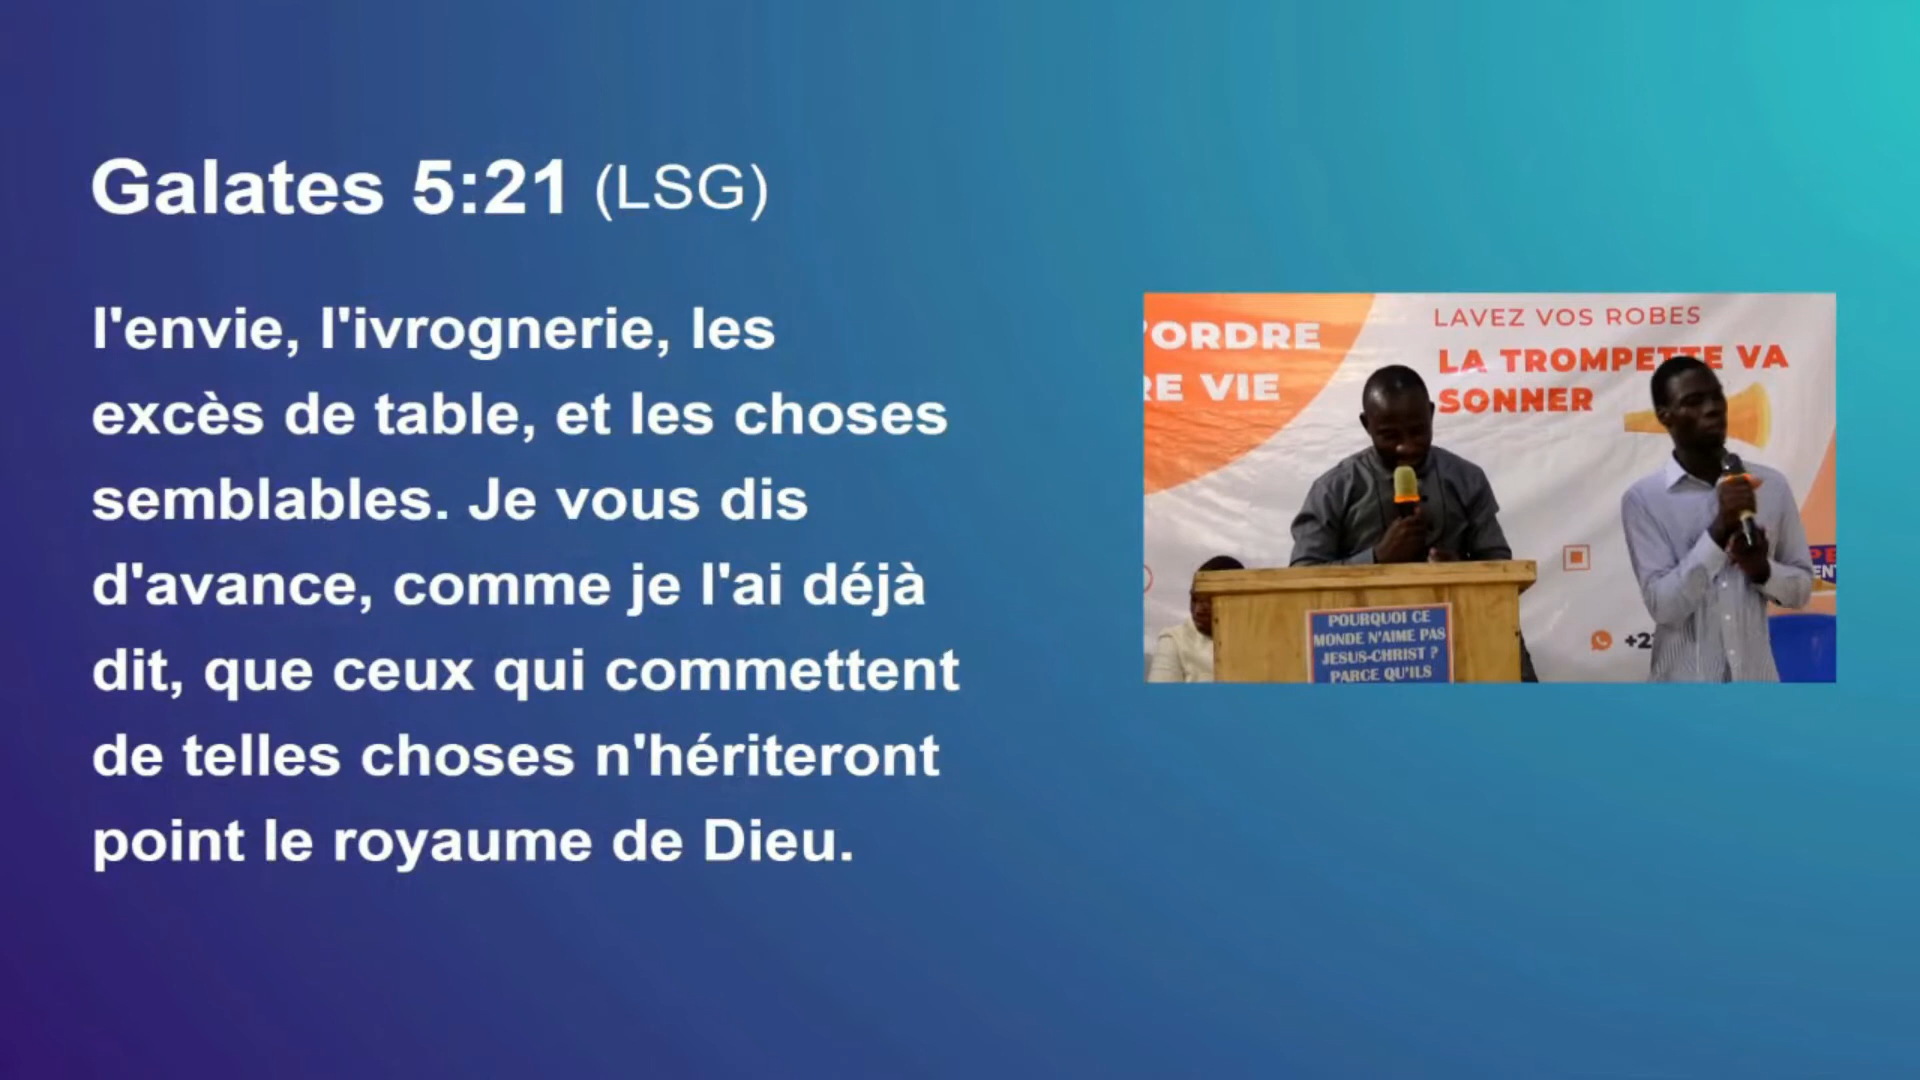 Galates 5:21 (LSG)
l'envie, l'ivrognerie, les
excès de table, et les choses
semblables. Je vous dis
d'avance, comme je l'ai déjà
dit, que ceux qui commettent
de telles choses n'hériteront
point le royaume de Dieu.
'ORDRE
RE VIE
LAVEZ VOS ROBES
LA TROMPETTE VA
SONNER
POURQUOI CE
MONDE N'AIME PAS
JESUS-CHRIST ?
PARCE QU'ILS